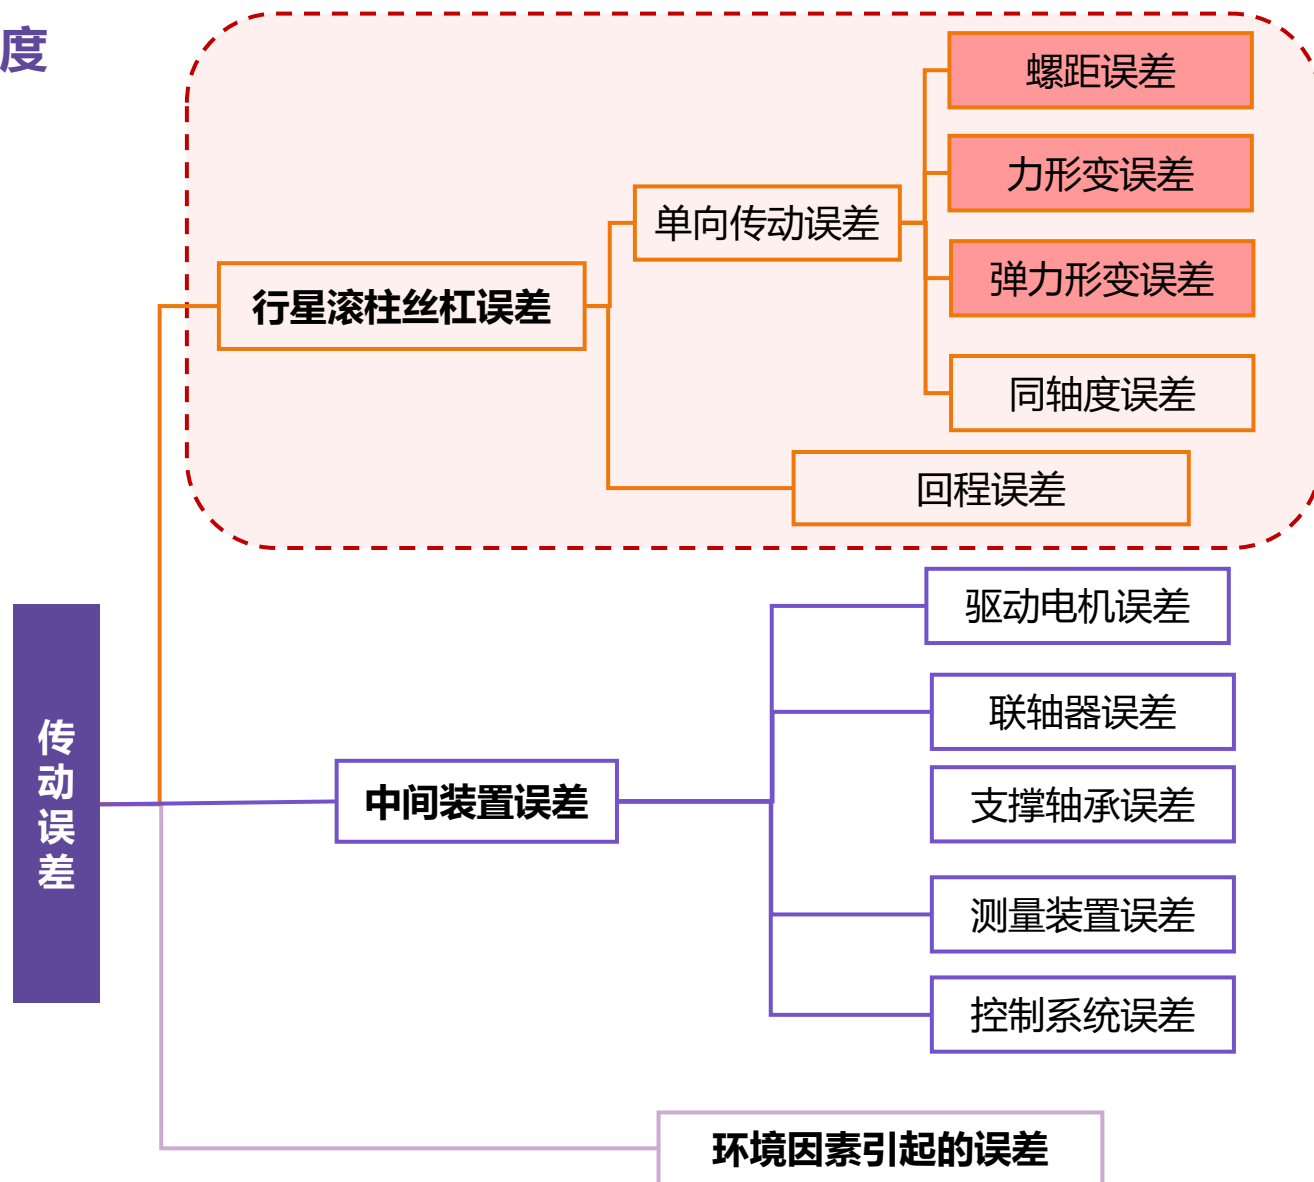 度
螺距误差
力形变误差
单向传动误差
弹力形变误差
行星滚柱丝杠误差
同轴度误差
回程误差
驱动电机误差
联轴器误差
传动误差
中间装置误差
支撑轴承误差
测量装置误差
控制系统误差
环境因素引起的误差